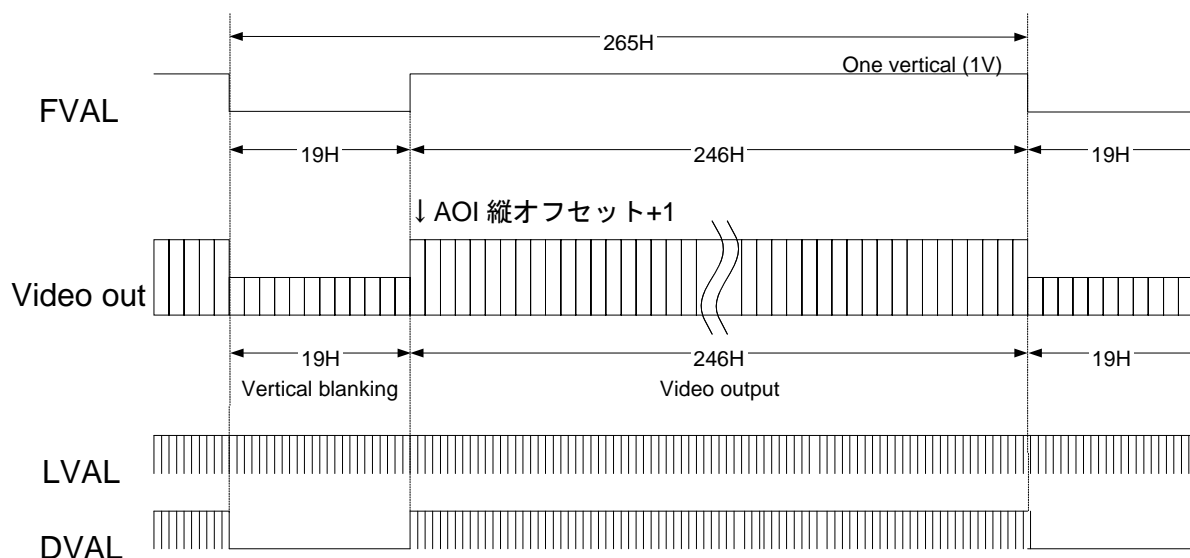 265H
One vertical (1V)
FVAL
19H
246H
19H
↓AOI 縦オフセット+1
Video out
19H
246H
19H
Vertical blanking
Video output
LVAL
DVAL